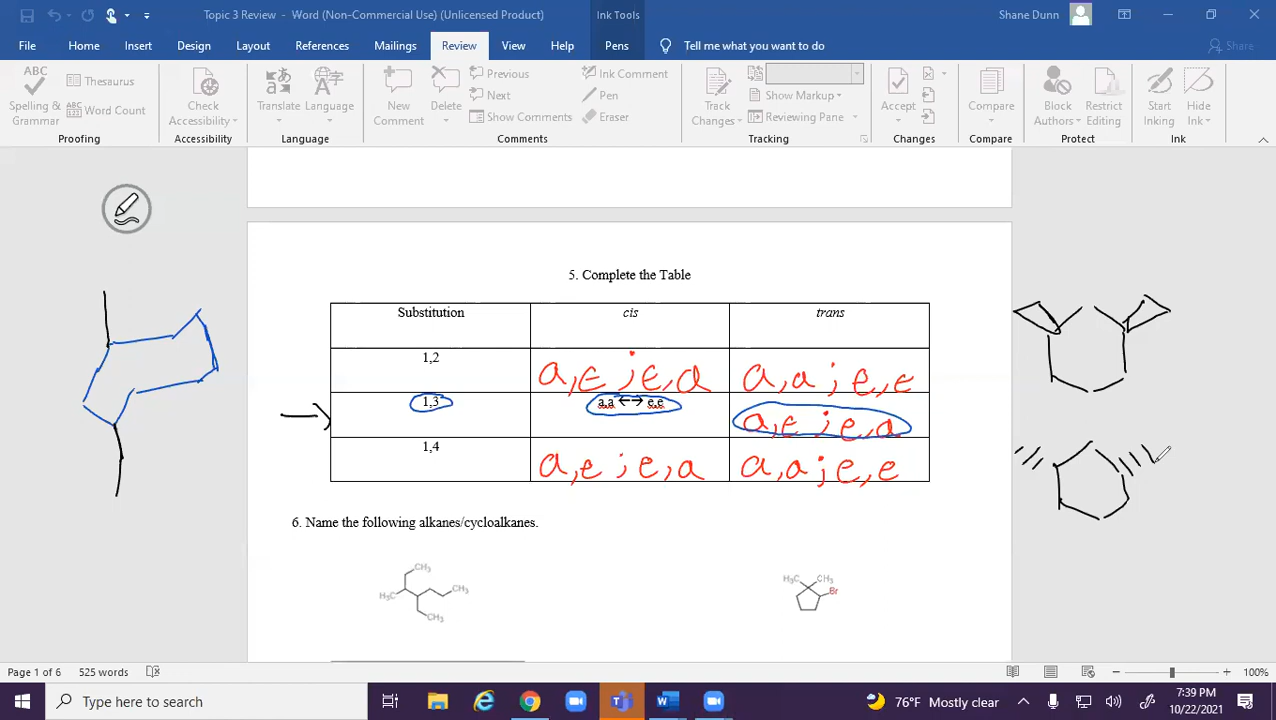 Topic 3 Review - Word (Non-Commercial Use) (Unlicensed Product)
Ink Tools
Shane Dunn
File Home Insert Design Layout References Mailings Review View Help Pens Tell me what you want to do Share
ABC
Spelling & Grammar
Thesaurus
ABC 123 Word Count
Proofing
Check Accessibility
Accessibility
Translate
Language
Language
New Comment
Delete
Previous
Next
Show Comments
Ink Comment
Pen
Eraser
Comments
Track Changes
Show Markup
Reviewing Pane
Tracking
Accept
Changes
Compare
Compare
Block Authors
Restrict Editing
Protect
Start Inking
Hide Ink
Ink
5. Complete the Table
Substitution cis trans
1,2 a,e ; e,a a,a ; e,e
1,3 a,a ↔ e,e a,e ; e,a
1,4 a,e ; e,a a,a ; e,e
6. Name the following alkanes/cycloalkanes.
CH3
H3C
CH3
CH3
H3C
CH3
Br
Page 1 of 6 525 words
100%
Type here to search
76°F Mostly clear
7:39 PM
10/22/2021